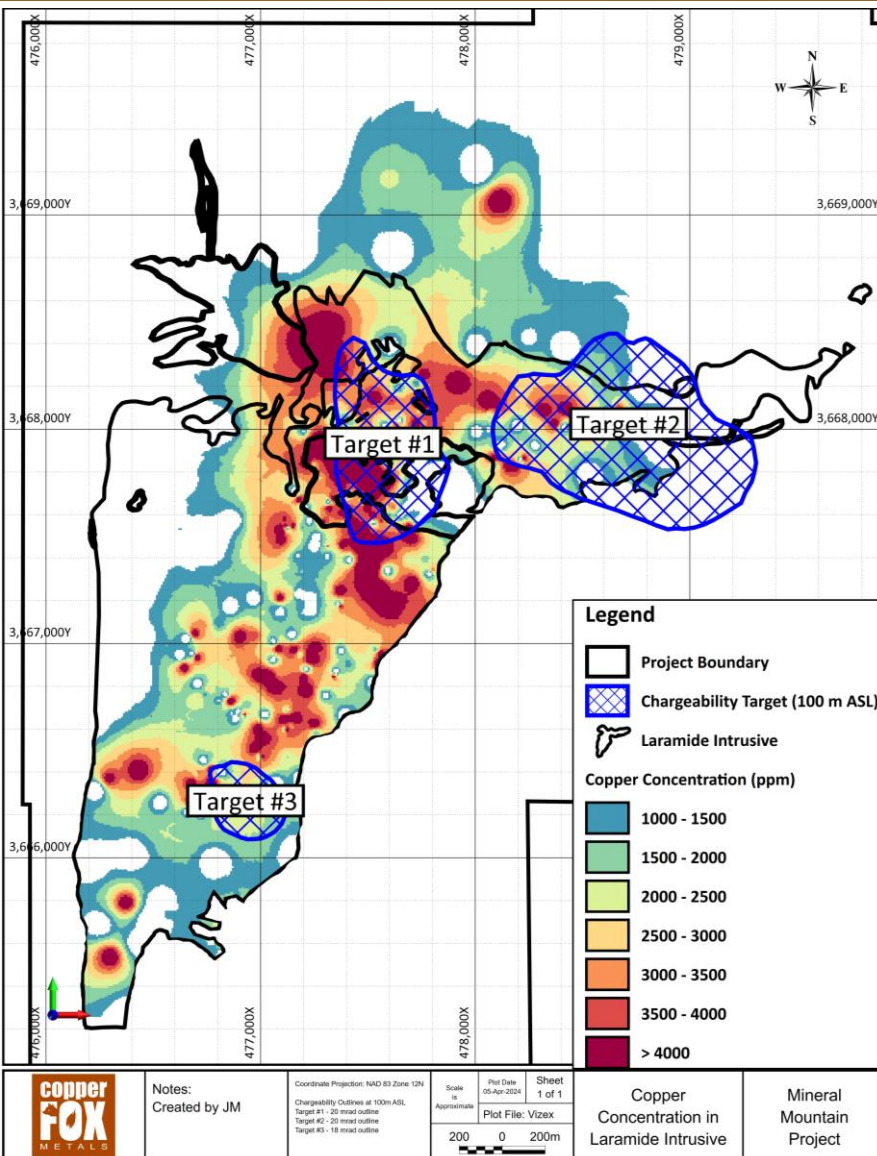 476,000X
477,000X
478,000X
479,000X
N
W E
S
3,669,000Y
3,669,000Y
3,668,000Y
3,668,000Y
Target #1
Target #2
3,667,000Y
Target #3
3,666,000Y
476,000X
477,000X
478,000X
Legend
Project Boundary
Chargeability Target (100 m ASL)
Laramide Intrusive
Copper Concentration (ppm)
1000 - 1500
1500 - 2000
2000 - 2500
2500 - 3000
3000 - 3500
3500 - 4000
> 4000
copper
FOX
METALS
Notes:
Created by JM
Coordinate Projection: NAD 83 Zone 12N
Chargeability Outlines at 100m ASL
Target #1 - 20 mrad outline
Target #2 - 20 mrad outline
Target #3 - 18 mrad outline
Scale
is
Approximate
Plot Date
05-Apr-2024
Sheet
1 of 1
Plot File: Vizex
200 0 200m
Copper
Concentration in
Laramide Intrusive
Mineral
Mountain
Project